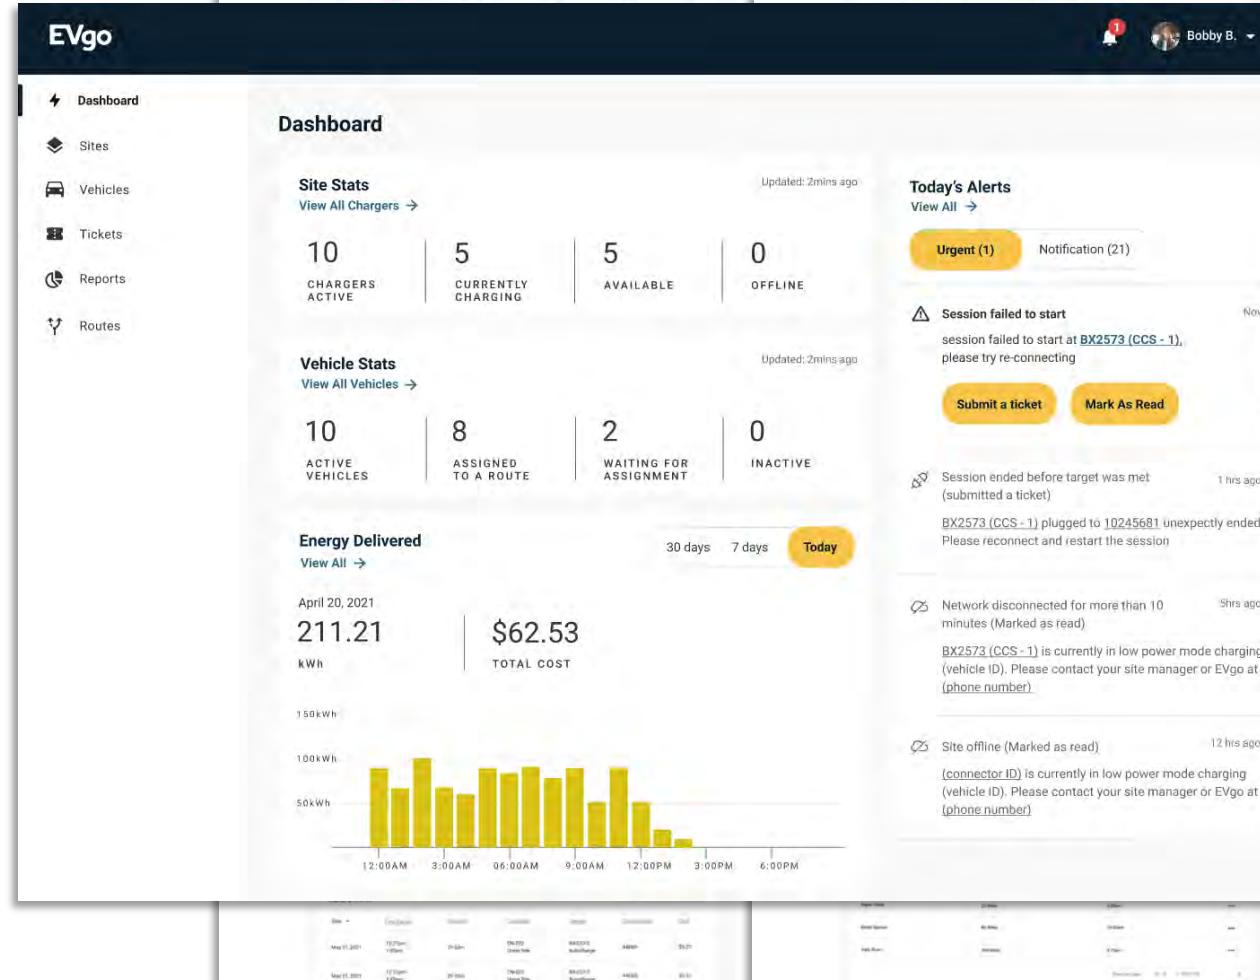 EVgo
1
Bobby B.
Dashboard
Sites
Vehicles
Tickets
Reports
Routes
Dashboard
Site Stats
Updated: 2mins ago
View All Chargers
10
CHARGERS
ACTIVE
5
CURRENTLY
CHARGING
5
AVAILABLE
0
OFFLINE
Vehicle Stats
Updated: 2mins ago
View All Vehicles
10
ACTIVE
VEHICLES
8
ASSIGNED
TO A ROUTE
2
WAITING FOR
ASSIGNMENT
0
INACTIVE
Energy Delivered
View All
30 days
7 days
Today
April 20, 2021
211.21
kWh
$62.53
TOTAL COST
150kWh
100kWh
50kWh
12:00AM 3:00AM 06:00AM 9:00AM 12:00PM 3:00PM 6:00PM
Today's Alerts
View All
Urgent (1)
Notification (21)
Session failed to start
Nov
session failed to start at BX2573 (CCS - 1),
please try re-connecting
Submit a ticket
Mark As Read
Session ended before target was met
1 hrs ago
(submitted a ticket)
BX2573 (CCS - 1) plugged to 10245681 unexpectly ended
Please reconnect and restart the session
Network disconnected for more than 10
5hrs ago
minutes (Marked as read)
BX2573 (CCS - 1) is currently in low power mode charging
(vehicle ID). Please contact your site manager or EVgo at
(phone number)
Site offline (Marked as read)
12 hrs ago
(connector ID) is currently in low power mode charging
(vehicle ID). Please contact your site manager or EVgo at
(phone number)
May 31, 2021
May 31, 2021